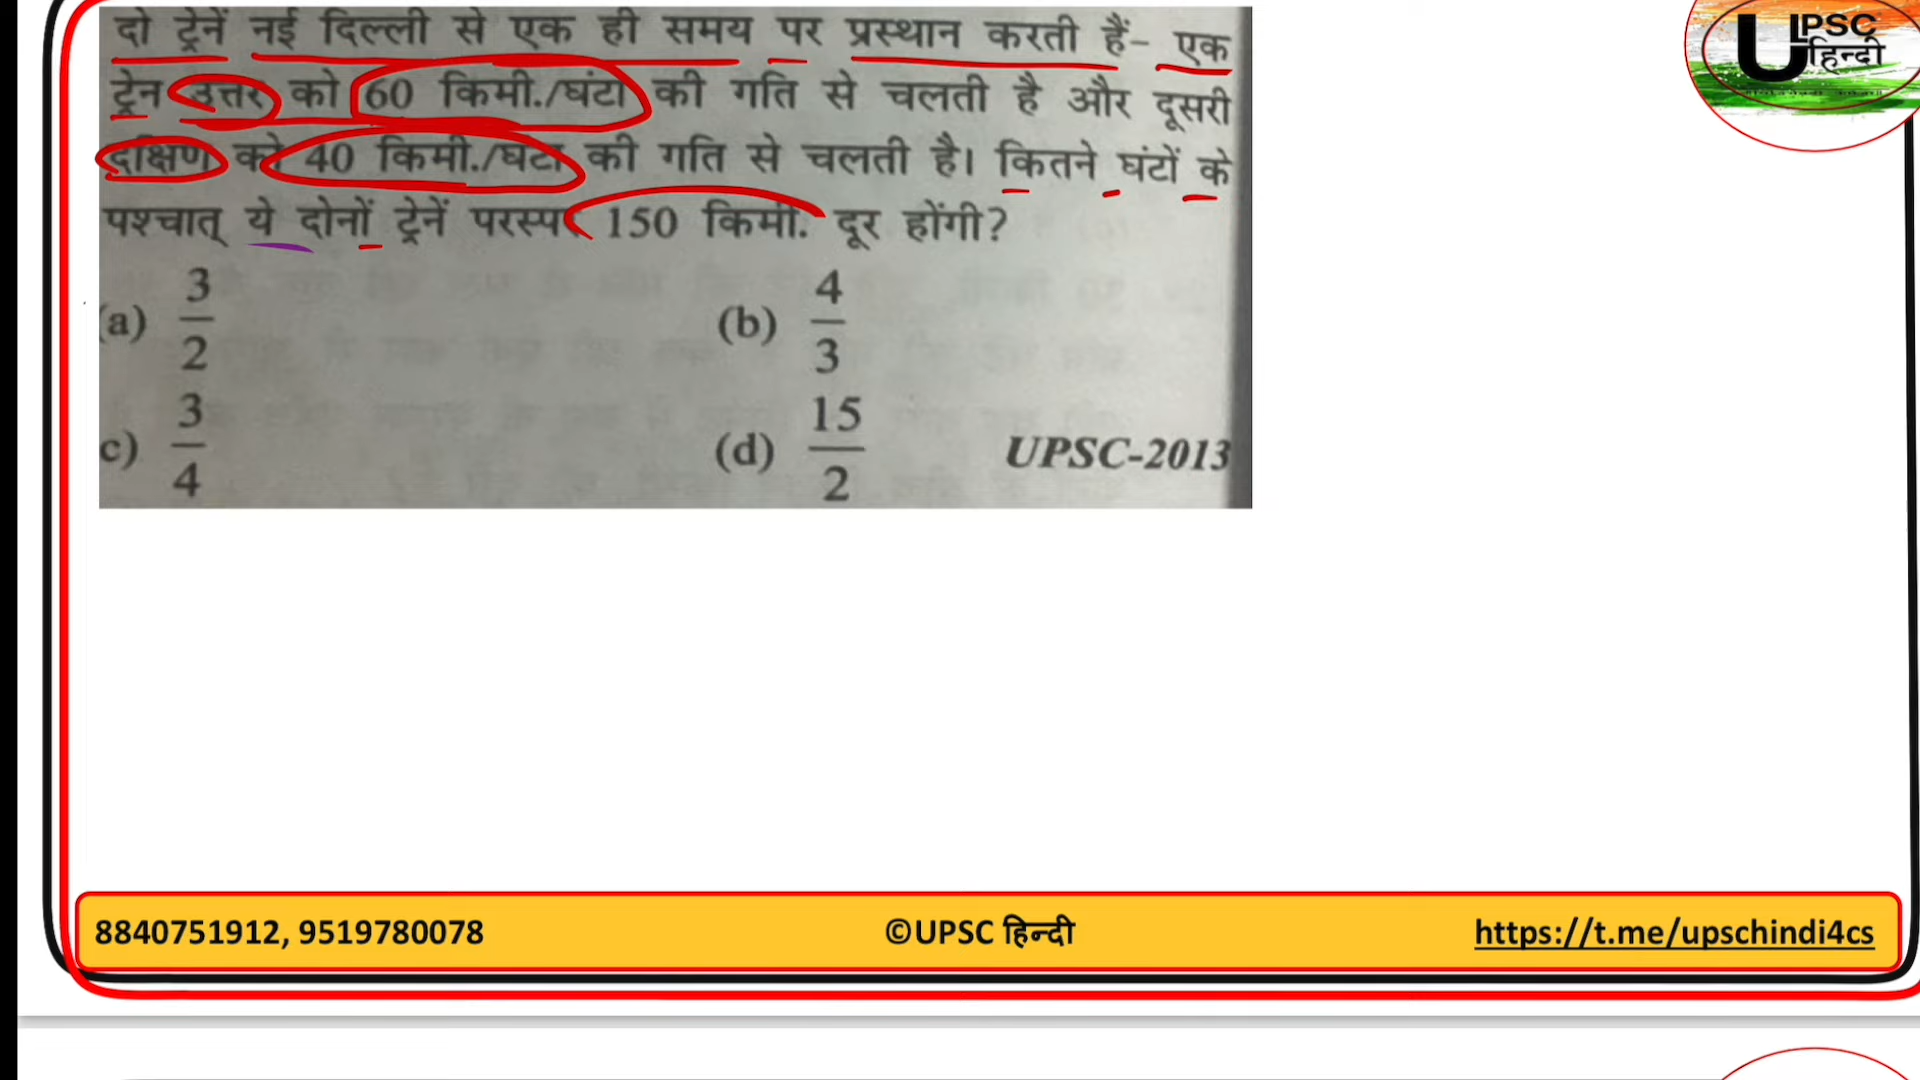 दो ट्रेनें नई दिल्ली से एक ही समय पर प्रस्थान करती हैं- एक
ट्रेन उत्तर को 60 किमी./घंटा की गति से चलती है और दूसरी
दक्षिण को 40 किमी./घंटा की गति से चलती है। कितने घंटों के
पश्चात् ये दोनों ट्रेनें परस्पर 150 किमी. दूर होंगी?
(a) 3/2 (b) 4/3
c) 3/4 (d) 15/2 UPSC-2013
UPSC
हिन्दी
8840751912, 9519780078 ©UPSC हिन्दी https://t.me/upschindi4cs